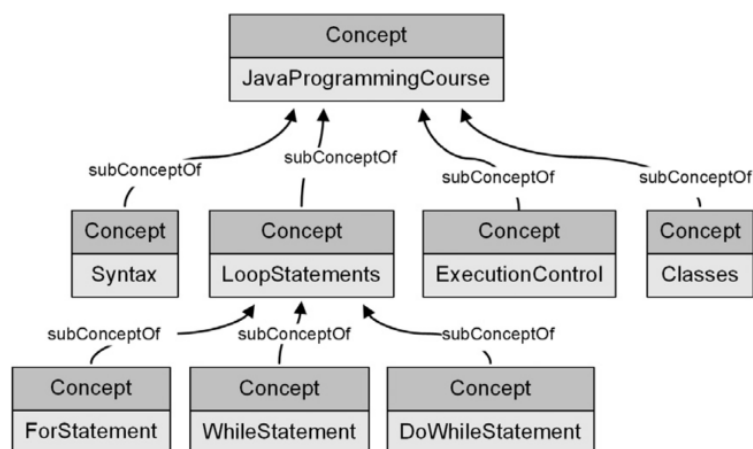 Concept
JavaProgrammingCourse
subConceptOf
subConceptOf
subConceptOf
subConceptOf
Concept
Syntax
Concept
LoopStatements
Concept
ExecutionControl
Concept
Classes
subConceptOf
subConceptOf
subConceptOf
Concept
ForStatement
Concept
WhileStatement
Concept
DoWhileStatement